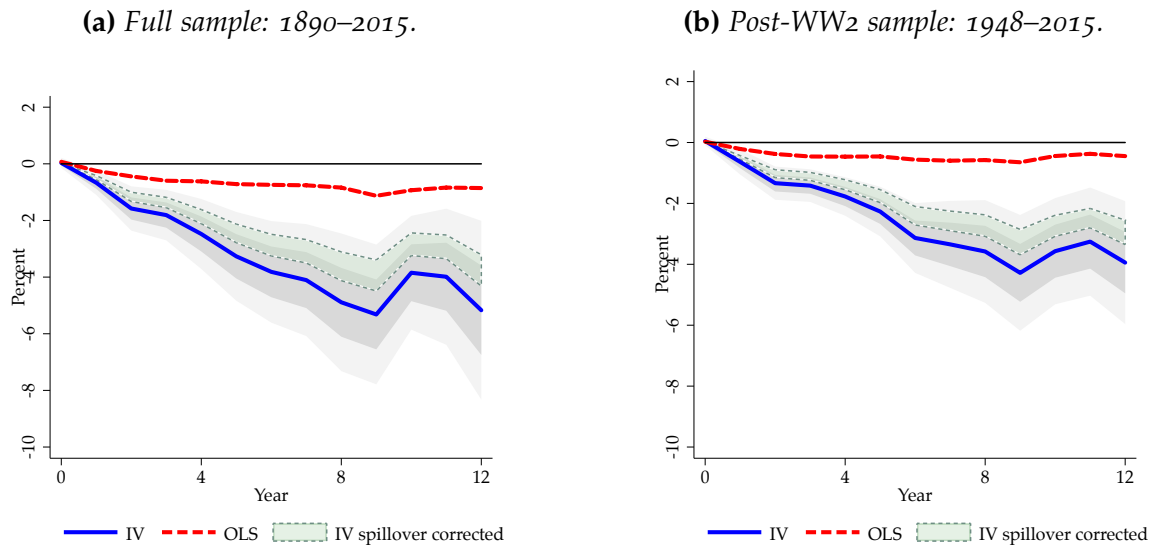 (a) Full sample: 1890–2015.
2
0
-2
-4
-6
-8
-10
Percent
0 4 8 12
Year
IV OLS IV spillover corrected
(b) Post-WW2 sample: 1948–2015.
2
0
-2
-4
-6
-8
-10
Percent
0 4 8 12
Year
IV OLS IV spillover corrected